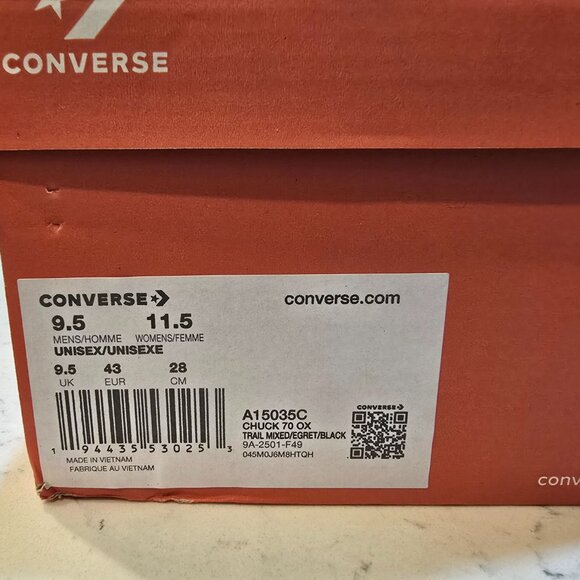 CONVERSE
CONVERSE converse.com
9.5 11.5
MENS/HOMME WOMENS/FEMME
UNISEX/UNISEXE
9.5 43 28
UK EUR CM
A15035C CONVERSE
CHUCK 70 OX
TRAIL MIXED/EGRET/BLACK
9A-2501-F49
045M0J6M8HTQH
1 94435 53025 3
MADE IN VIETNAM
FABRIQUE AU VIETNAM
conv